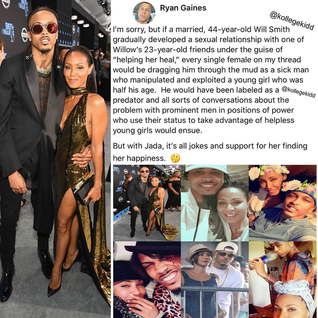 Ryan Gaines
@kollegekidd
I'm sorry, but if a married, 44-year-old Will Smith
gradually developed a sexual relationship with one of
Willow's 23-year-old friends under the guise of
"helping her heal," every single female on my thread
would be dragging him through the mud as a sick man
who manipulated and exploited a young girl who was
half his age. He would have been labeled as a @kollegekidd
predator and all sorts of conversations about the
problem with prominent men in positions of power
who use their status to take advantage of helpless
young girls would ensue.
But with Jada, it's all jokes and support for her finding
her happiness. 🤔